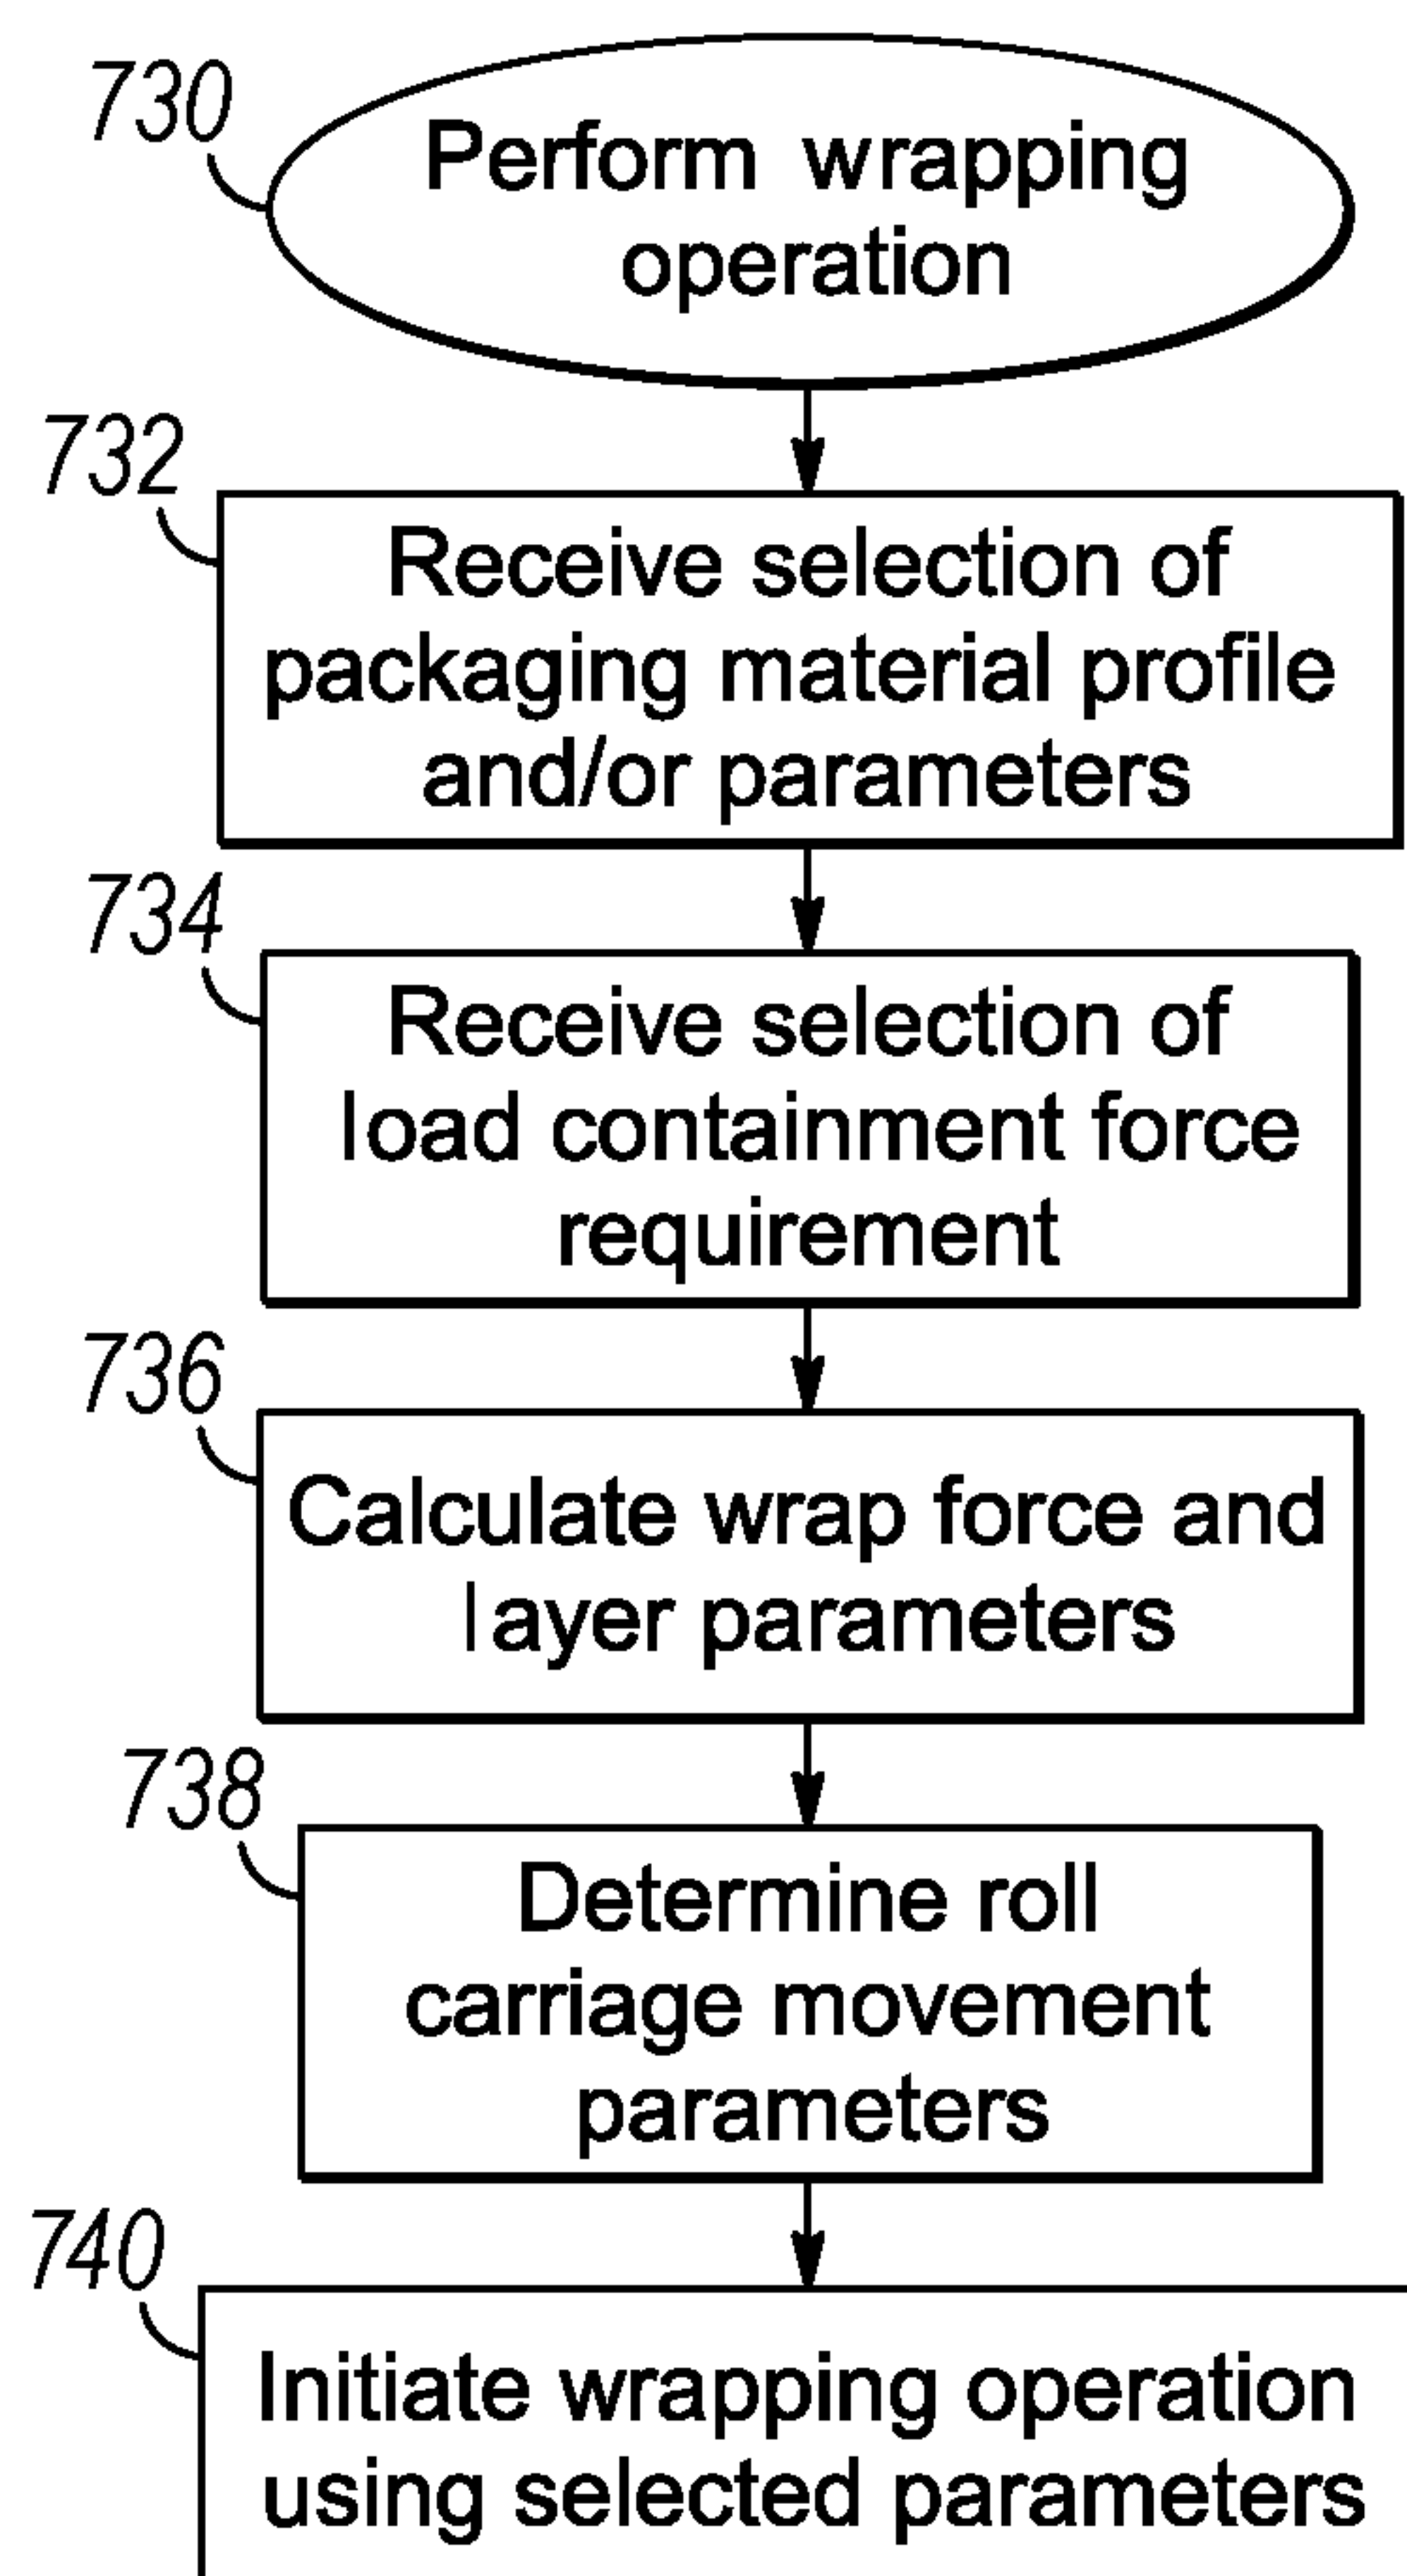 730
Perform wrapping
operation
732
Receive selection of
packaging material profile
and/or parameters
734
Receive selection of
load containment force
requirement
736
Calculate wrap force and
layer parameters
738
Determine roll
carriage movement
parameters
740
Initiate wrapping operation
using selected parameters